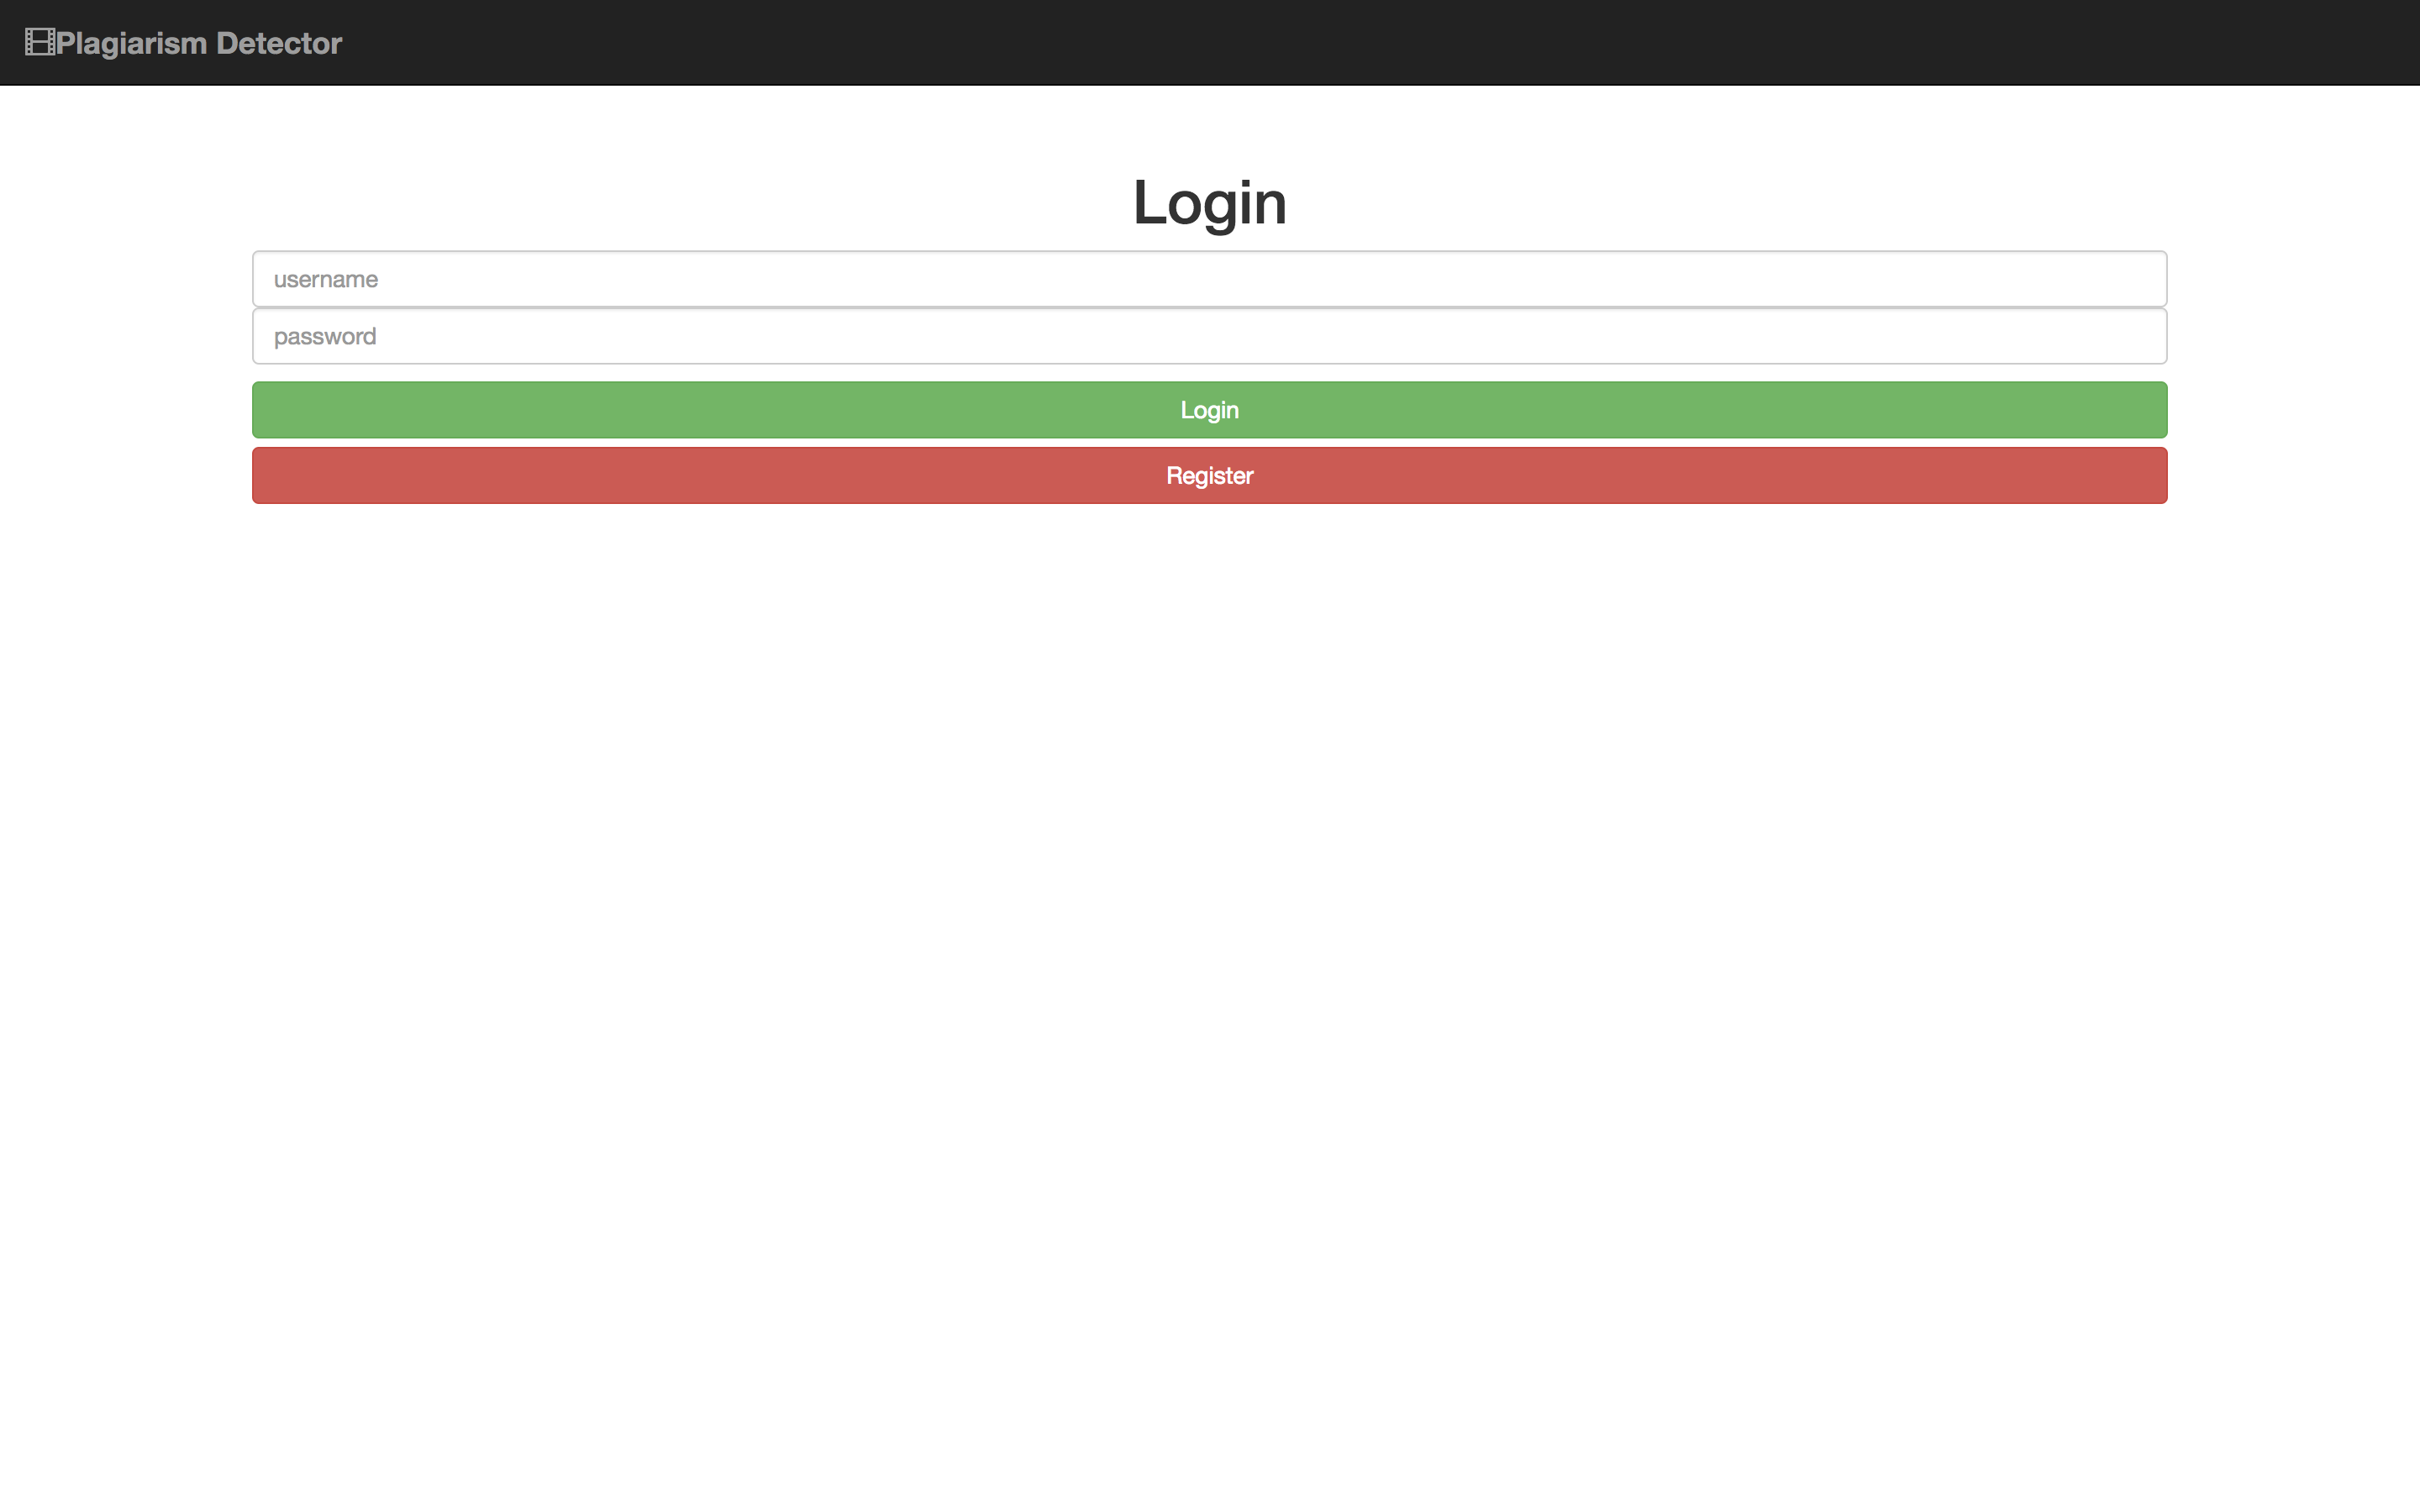 Plagiarism Detector
Login
username
password
Login
Register